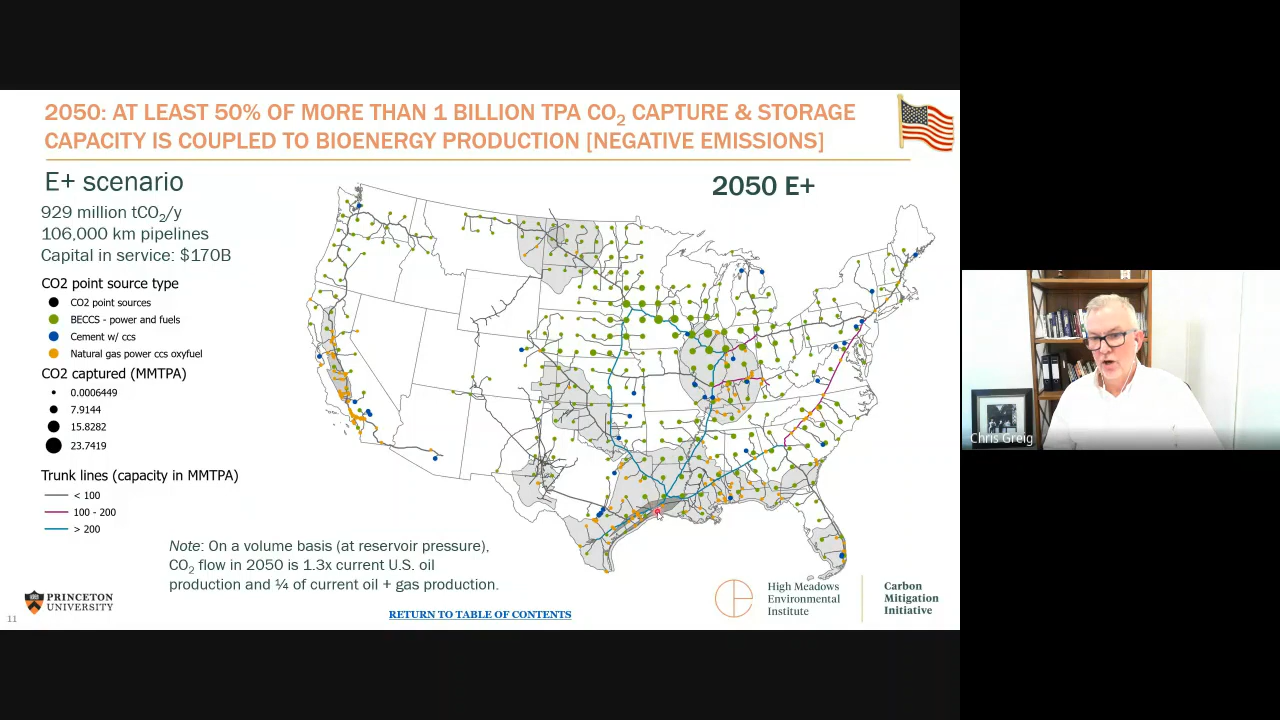 2050: AT LEAST 50% OF MORE THAN 1 BILLION TPA CO2 CAPTURE & STORAGE
CAPACITY IS COUPLED TO BIOENERGY PRODUCTION [NEGATIVE EMISSIONS]
E+ scenario
2050 E+
929 million tCO2/y
106,000 km pipelines
Capital in service: $170B
CO2 point source type
CO2 point sources
BECCS - power and fuels
Cement w/ ccs
Natural gas power ccs oxyfuel
CO2 captured (MMTPA)
0.0006449
7.9144
15.8282
23.7419
Trunk lines (capacity in MMTPA)
< 100
100 - 200
> 200
Note: On a volume basis (at reservoir pressure),
CO2 flow in 2050 is 1.3x current U.S. oil
production and ¼ of current oil + gas production.
PRINCETON
UNIVERSITY
11
RETURN TO TABLE OF CONTENTS
High Meadows
Environmental
Institute
Carbon
Mitigation
Initiative
Chris Greig